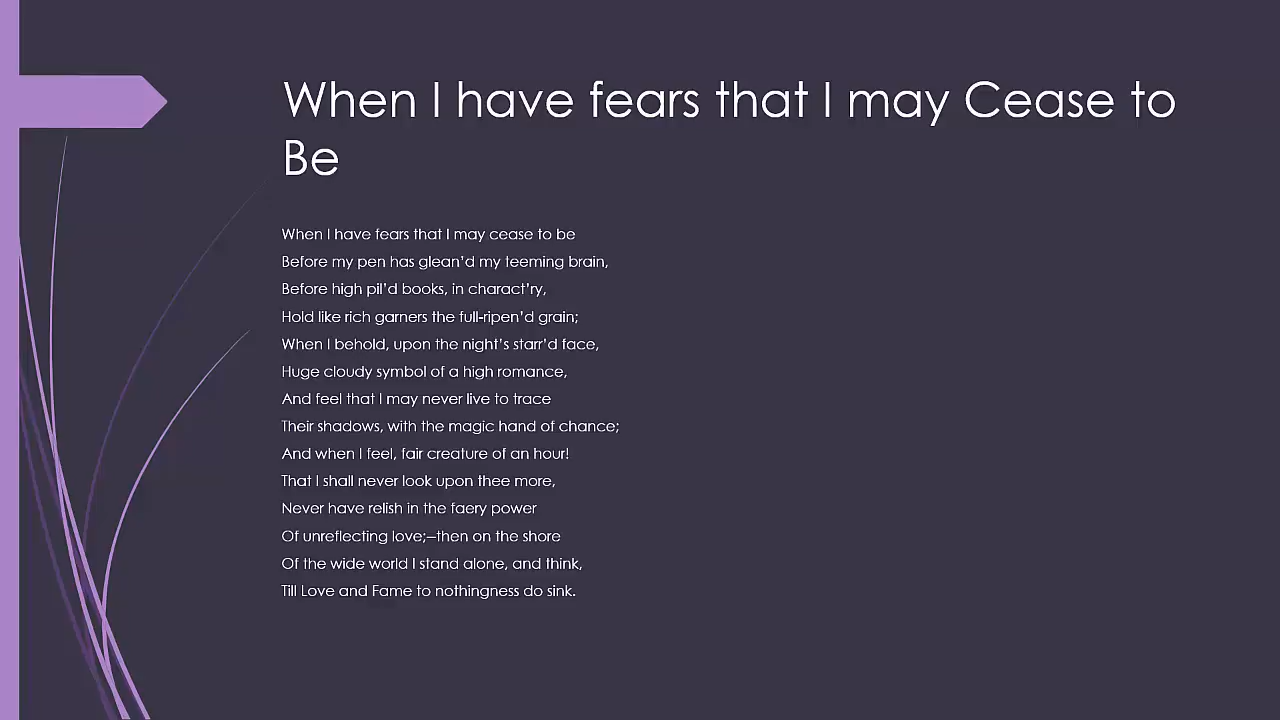 When I have fears that I may Cease to
Be
When I have fears that I may cease to be
Before my pen has glean’d my teeming brain,
Before high pil’d books, in charact’ry,
Hold like rich garners the full-ripen’d grain;
When I behold, upon the night’s starr’d face,
Huge cloudy symbol of a high romance,
And feel that I may never live to trace
Their shadows, with the magic hand of chance;
And when I feel, fair creature of an hour!
That I shall never look upon thee more,
Never have relish in the faery power
Of unreflecting love;–then on the shore
Of the wide world I stand alone, and think,
Till Love and Fame to nothingness do sink.